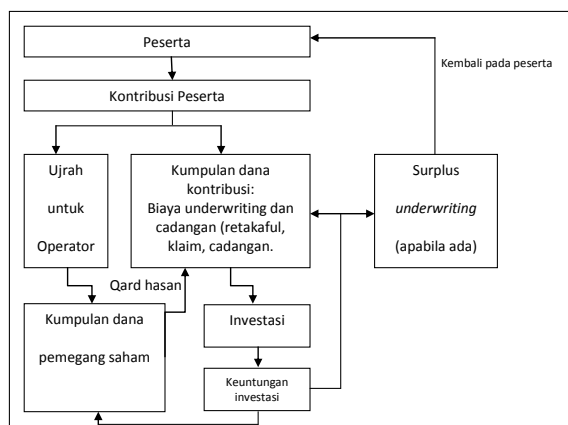 Peserta
Kembali pada peserta
Kontribusi Peserta
Ujrah
untuk
Operator
Kumpulan dana
kontribusi:
Biaya underwriting dan
cadangan (retakaful,
klaim, cadangan.
Surplus
underwriting
(apabila ada)
Qard hasan
Kumpulan dana
pemegang saham
Investasi
Keuntungan
investasi